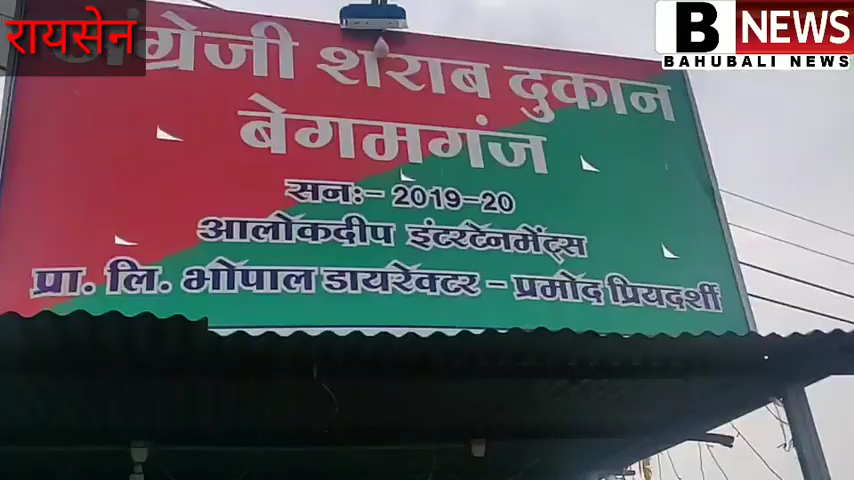 रायसेन
B NEWS
BAHUBALI NEWS
अंग्रेजी शराब दुकान
बेगमगंज
सन:- 2019-20
आलोकदीप इंटरटेनमेंट्स
प्रा. लि. भोपाल डायरेक्टर - प्रमोद प्रियदर्शी